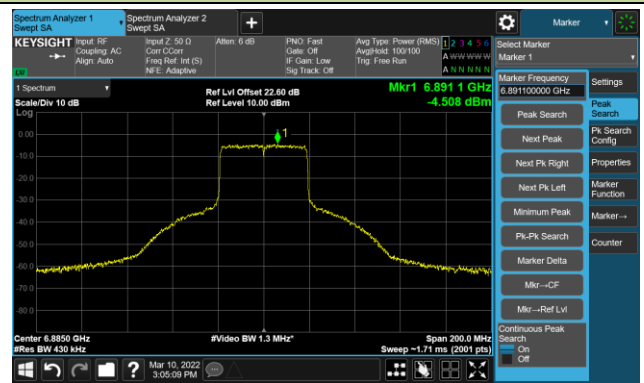 Spectrum Analyzer 1
Swept SA
Spectrum Analyzer 2
Swept SA
+
Marker
KEYSIGHT
Input: RF
Coupling: AC
Align: Auto
Input Z: 50 Ω
Corr CCorr
Freq Ref: Int (S)
NFE: Adaptive
Atten: 6 dB
PNO: Fast
Gate: Off
IF Gain: Low
Sig Track: Off
Avg Type: Power (RMS)
Avg|Hold: 100/100
Trig: Free Run
1 2 3 4 5 6
A W W W W W
A N N N N N
LW
Select Marker
Marker 1
1 Spectrum
Scale/Div 10 dB
Log
Ref Lvl Offset 22.60 dB
Ref Level 10.00 dBm
Mkr1 6.891 1 GHz
-4.508 dBm
1
0.00
-10.0
-20.0
-30.0
-40.0
-50.0
-60.0
-70.0
-80.0
Center 6.8850 GHz
#Res BW 430 kHz
#Video BW 1.3 MHz*
Span 200.0 MHz
Sweep ~1.71 ms (2001 pts)
Marker Frequency
6.891100000 GHz
Peak Search
Next Peak
Next Pk Right
Next Pk Left
Minimum Peak
Pk-Pk Search
Marker Delta
Mkr→CF
Mkr→Ref Lvl
Continuous Peak
Search
On
Off
Settings
Peak
Search
Pk Search
Config
Properties
Marker
Function
Marker→
Counter
?
Mar 10, 2022
3:05:09 PM